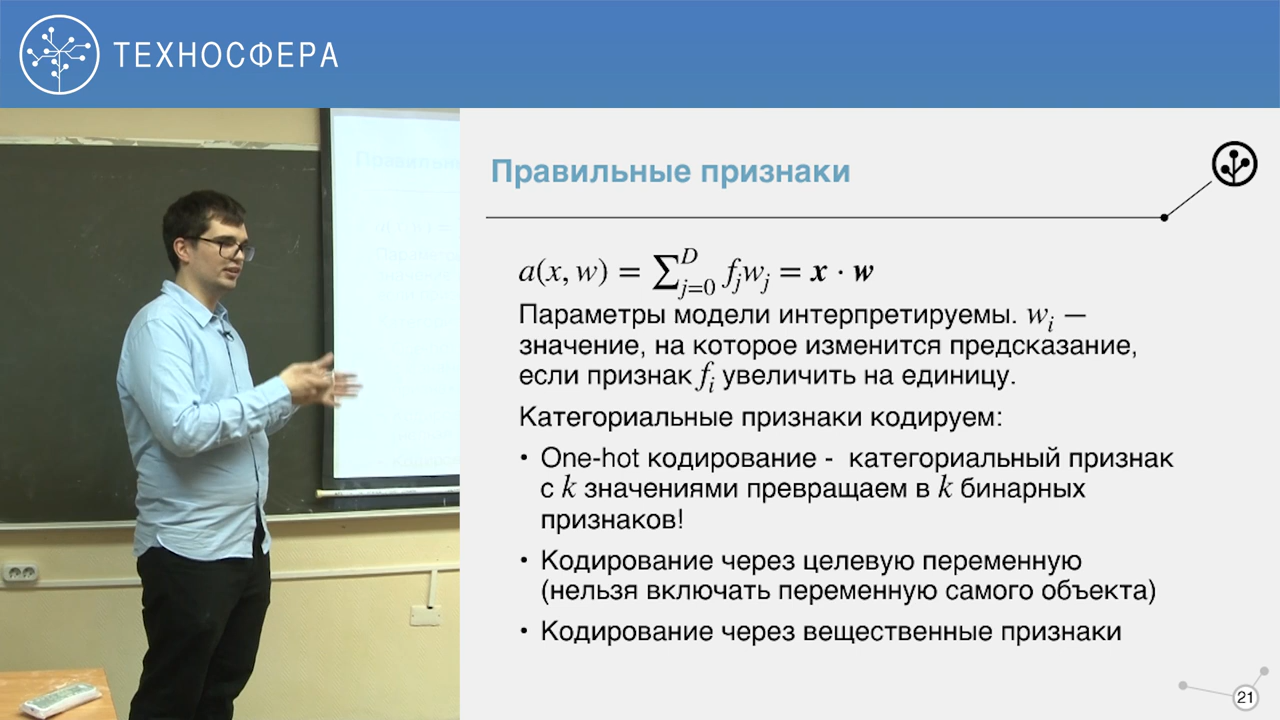 ТЕХНОСФЕРА
Правильные признаки
a(x, w) = ∑_{j=0}^{D} f_j w_j = x · w
Параметры модели интерпретируемы. w_i —
значение, на которое изменится предсказание,
если признак f_i увеличить на единицу.
Категориальные признаки кодируем:
• One-hot кодирование - категориальный признак
с k значениями превращаем в k бинарных
признаков!
• Кодирование через целевую переменную
(нельзя включать переменную самого объекта)
• Кодирование через вещественные признаки
21